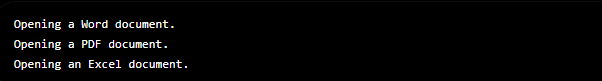 Opening a Word document.
Opening a PDF document.
Opening an Excel document.